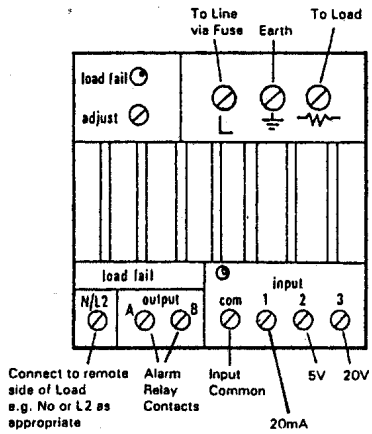 To Line
via Fuse
Earth
To Load
load fail
adjust
L
load fail
N/L2
output
A
B
input
com
1
2
3
Connect to remote
side of Load
e.g. No or L2 as
appropriate
Alarm
Relay
Contacts
Input
Common
20mA
5V
20V